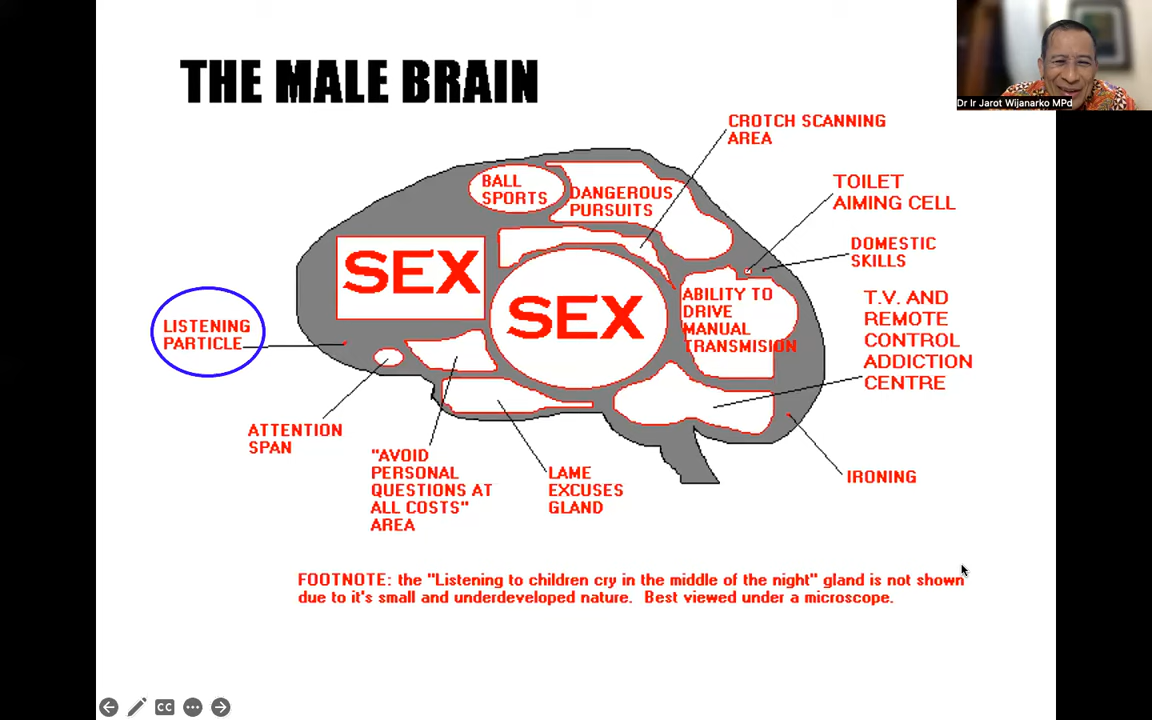 THE MALE BRAIN
Dr Ir Jarot Wijanarko MPd
CROTCH SCANNING
AREA
BALL
SPORTS
DANGEROUS
PURSUITS
TOILET
AIMING CELL
DOMESTIC
SKILLS
SEX
SEX
ABILITY TO
DRIVE
MANUAL
TRANSMISION
T.V. AND
REMOTE
CONTROL
ADDICTION
CENTRE
LISTENING
PARTICLE
ATTENTION
SPAN
"AVOID
PERSONAL
QUESTIONS AT
ALL COSTS"
AREA
LAME
EXCUSES
GLAND
IRONING
FOOTNOTE: the "Listening to children cry in the middle of the night" gland is not shown
due to it's small and underdeveloped nature. Best viewed under a microscope.
CC